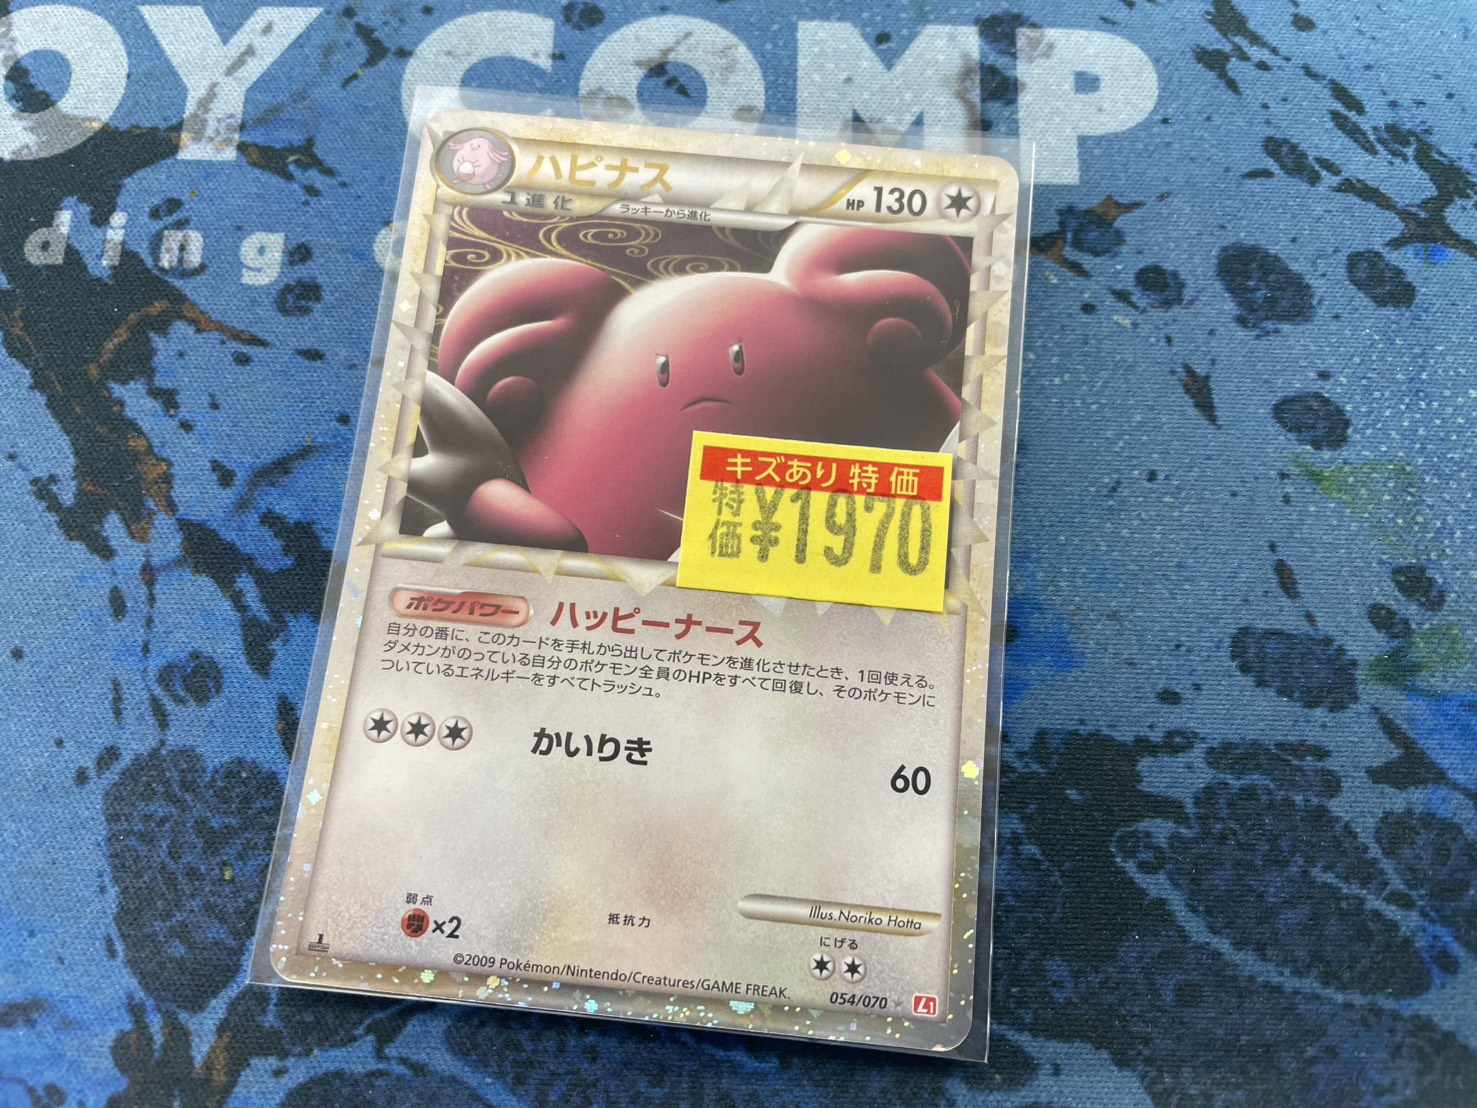 OY COMP
ding
ハピナス
1進化
ラッキーから進化
HP 130
キズあり 特価
特価 ¥1970
ポケパワー ハッピーナース
自分の番に、このカードを手札から出してポケモンを進化させたとき、1回使える。
ダメカンがのっている自分のポケモン全員のHPをすべて回復し、そのポケモンに
ついているエネルギーをすべてトラッシュ。
かいりき 60
弱点
×2
抵抗力
Illus.Noriko Hotta
にげる
1 EDITION
©2009 Pokémon/Nintendo/Creatures/GAME FREAK.
054/070 ★ L1